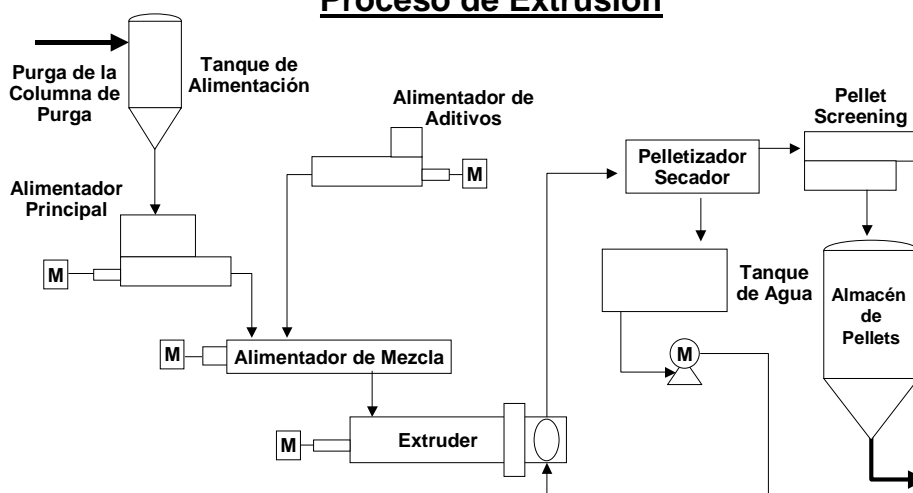 Proceso de Extrusión
Purga de la
Columna de
Purga
Tanque de
Alimentación
Alimentador de
Aditivos
M
Pellet
Screening
Pelletizador
Secador
Alimentador
Principal
M
Tanque
de Agua
Almacén
de
Pellets
M
Alimentador de Mezcla
M
M
Extruder